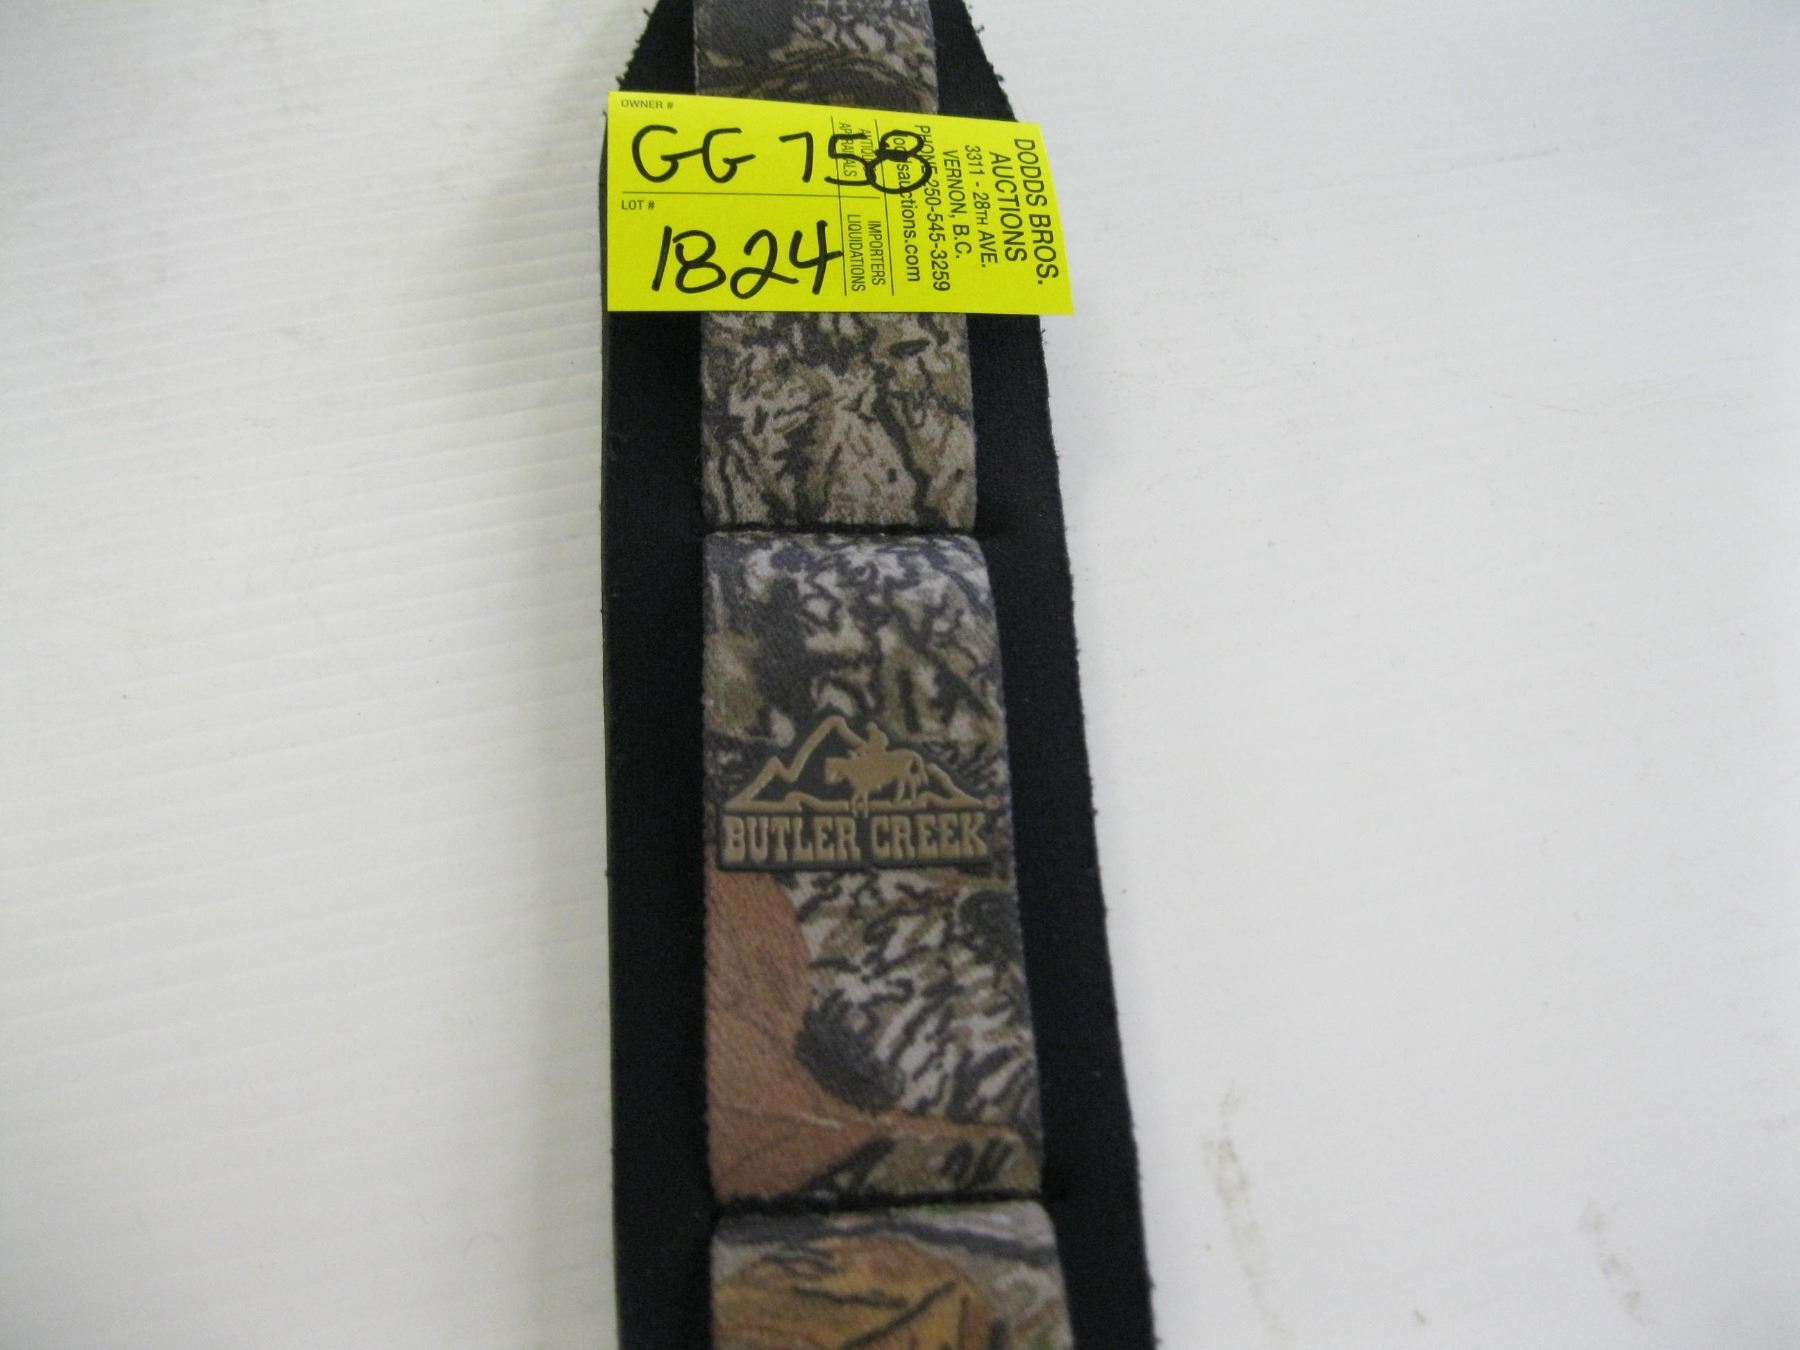 OWNER #
GG 758
LOT #
1824
DODDS BROS.
AUCTIONS
3311 - 28TH AVE.
VERNON, B.C.
PHONE 250-545-3259
IMPORTERS
LIQUIDATIONS
BUTLER CREEK